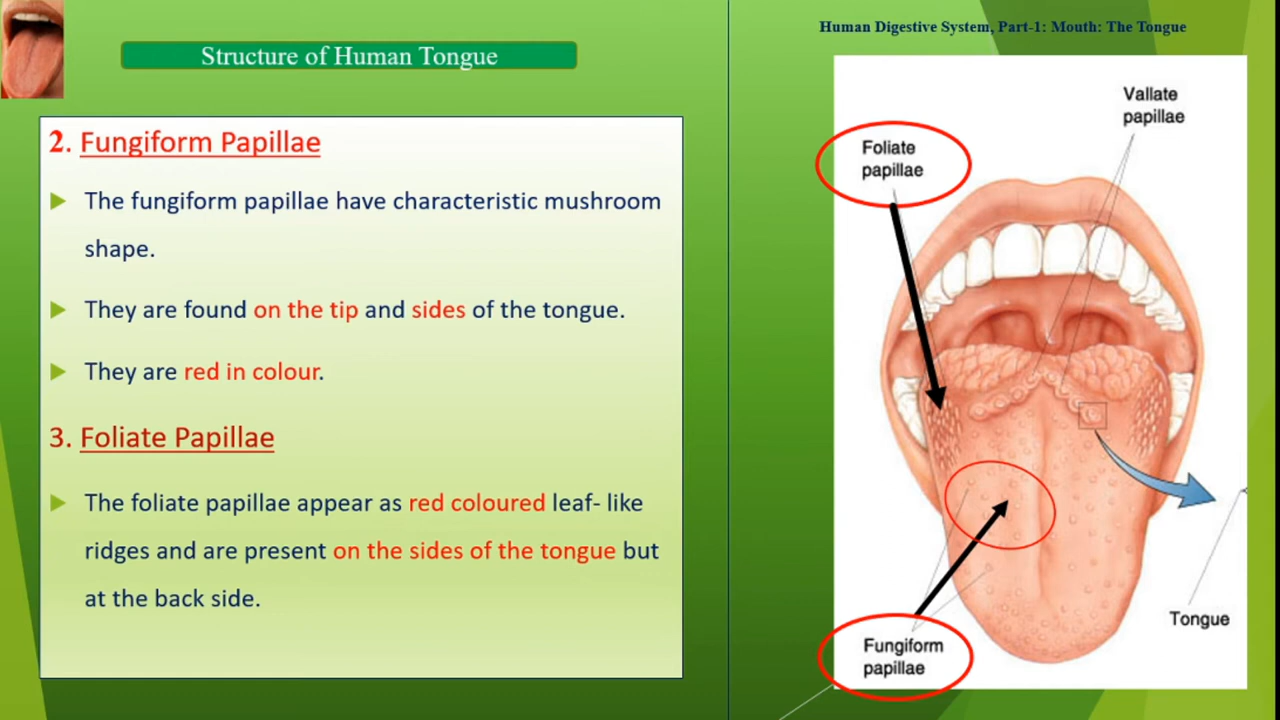 Human Digestive System, Part-1: Mouth: The Tongue
Structure of Human Tongue
2. Fungiform Papillae
The fungiform papillae have characteristic mushroom
shape.
They are found on the tip and sides of the tongue.
They are red in colour.
3. Foliate Papillae
The foliate papillae appear as red coloured leaf- like
ridges and are present on the sides of the tongue but
at the back side.
Vallate
papillae
Foliate
papillae
Tongue
Fungiform
papillae